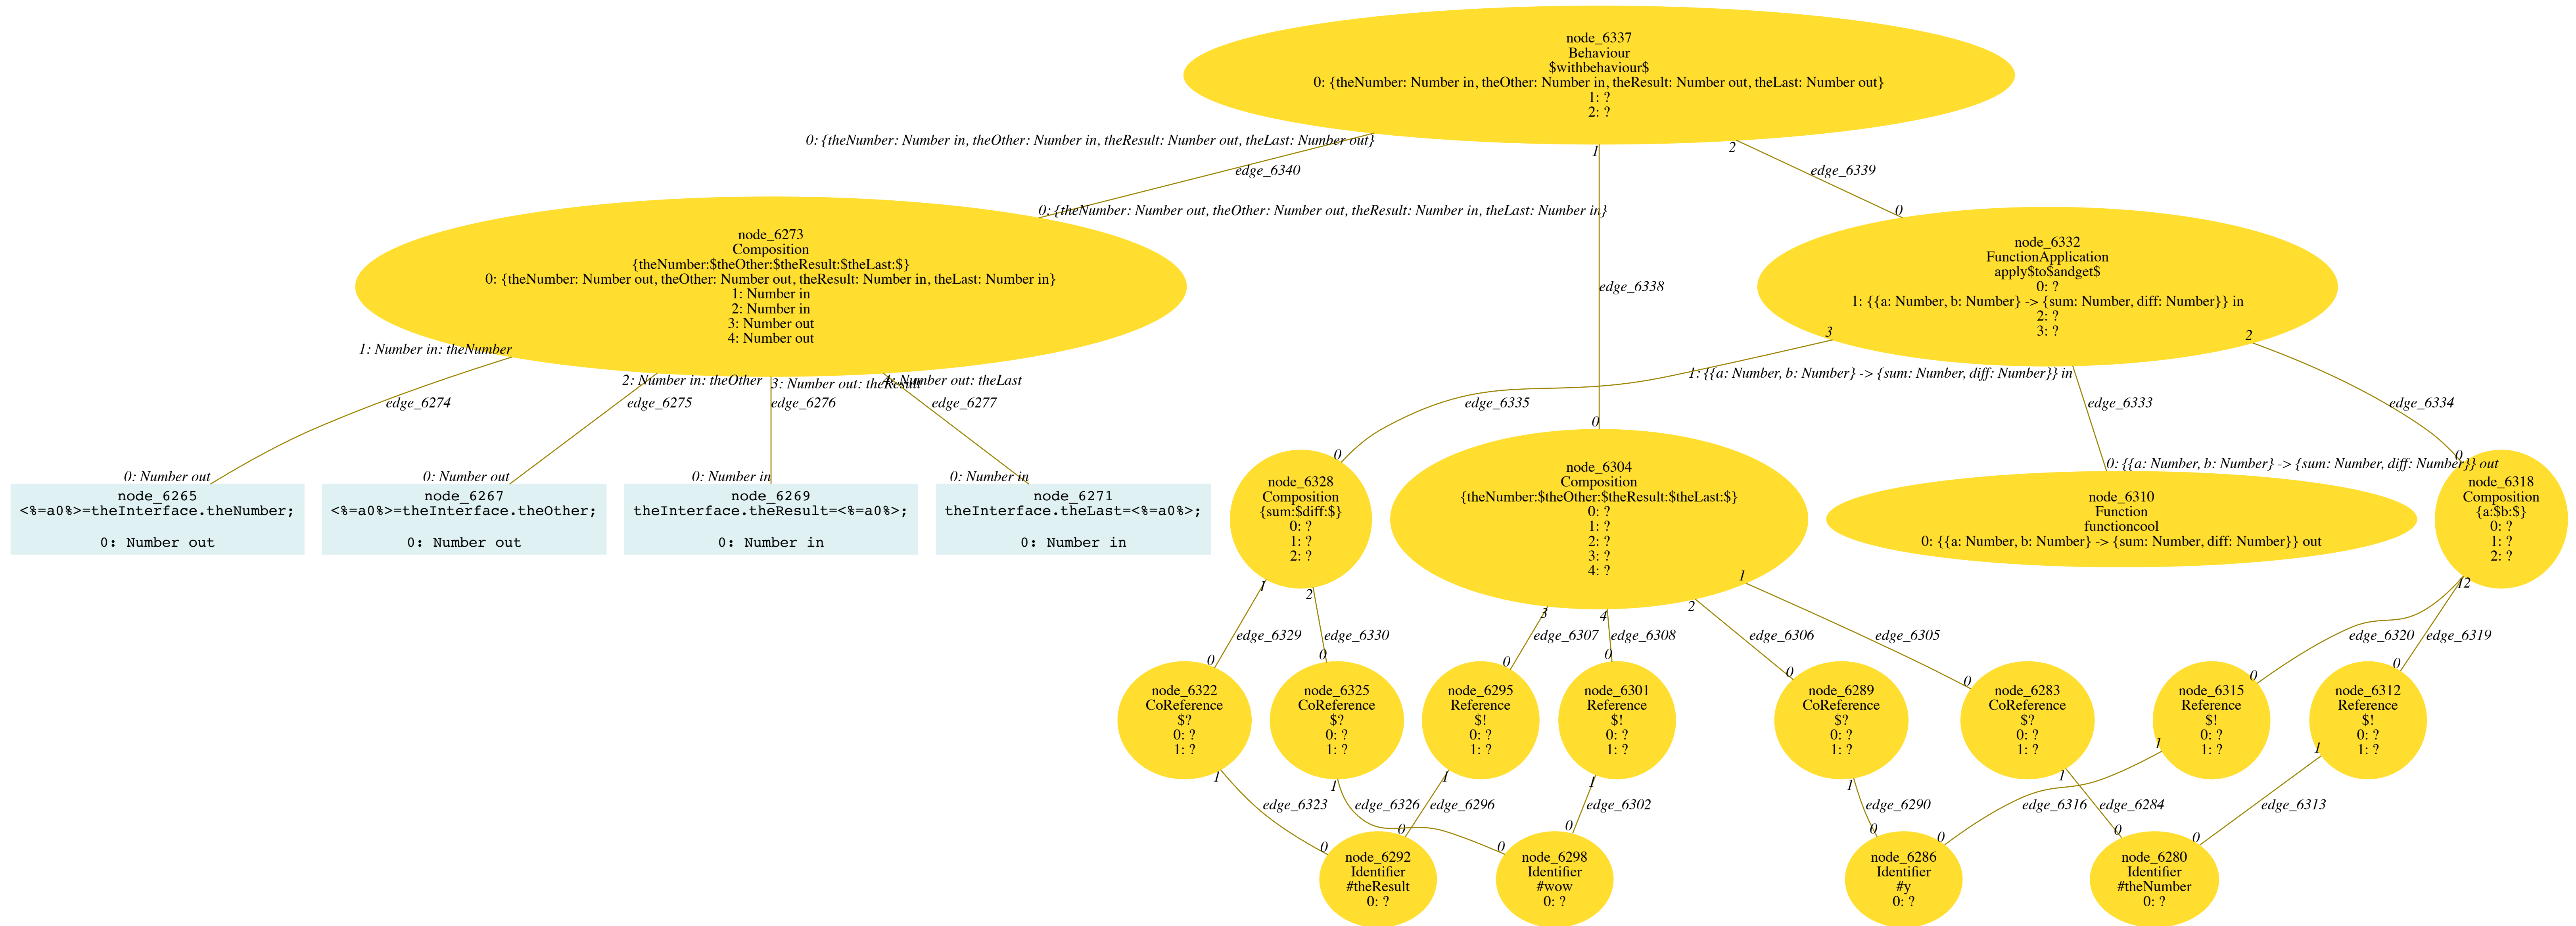 node_6337
Behaviour
$withbehaviour$
0: {theNumber: Number in, theOther: Number in, theResult: Number out, theLast: Number out}
1: ?
2: ?
0: {theNumber: Number in, theOther: Number in, theResult: Number out, theLast: Number out}
1
2
edge_6340
edge_6339
0: {theNumber: Number out, theOther: Number out, theResult: Number in, theLast: Number in}
0
node_6273
Composition
{theNumber:$theOther:$theResult:$theLast:$}
0: {theNumber: Number out, theOther: Number out, theResult: Number in, theLast: Number in}
1: Number in
2: Number in
3: Number out
4: Number out
edge_6338
node_6332
FunctionApplication
apply$to$andget$
0: ?
1: {{a: Number, b: Number} -> {sum: Number, diff: Number}} in
2: ?
3: ?
1: Number in: theNumber
2: Number in: theOther
3: Number out: theResult
4: Number out: theLast
3
1: {{a: Number, b: Number} -> {sum: Number, diff: Number}} in
2
edge_6274
edge_6275
edge_6276
edge_6277
edge_6335
edge_6333
edge_6334
0: Number out
0: Number out
0: Number in
0: Number in
0
0
0: {{a: Number, b: Number} -> {sum: Number, diff: Number}} out
0
node_6265
<%=a0%>=theInterface.theNumber;
0: Number out
node_6267
<%=a0%>=theInterface.theOther;
0: Number out
node_6269
theInterface.theResult=<%=a0%>;
0: Number in
node_6271
theInterface.theLast=<%=a0%>;
0: Number in
node_6328
Composition
{sum:$diff:$}
0: ?
1: ?
2: ?
node_6304
Composition
{theNumber:$theOther:$theResult:$theLast:$}
0: ?
1: ?
2: ?
3: ?
4: ?
node_6310
Function
functioncool
0: {{a: Number, b: Number} -> {sum: Number, diff: Number}} out
node_6318
Composition
{a:$b:$}
0: ?
1: ?
2: ?
1
2
3
4
2
1
1
2
edge_6329
edge_6330
edge_6307
edge_6308
edge_6306
edge_6305
edge_6320
edge_6319
0
0
0
0
0
0
0
0
node_6322
CoReference
$?
0: ?
1: ?
node_6325
CoReference
$?
0: ?
1: ?
node_6295
Reference
$!
0: ?
1: ?
node_6301
Reference
$!
0: ?
1: ?
node_6289
CoReference
$?
0: ?
1: ?
node_6283
CoReference
$?
0: ?
1: ?
node_6315
Reference
$!
0: ?
1: ?
node_6312
Reference
$!
0: ?
1: ?
1
1
1
1
1
1
1
1
edge_6323
edge_6326
edge_6296
edge_6302
edge_6290
edge_6316
edge_6284
edge_6313
0
0
0
0
0
0
0
0
node_6292
Identifier
#theResult
0: ?
node_6298
Identifier
#wow
0: ?
node_6286
Identifier
#y
0: ?
node_6280
Identifier
#theNumber
0: ?